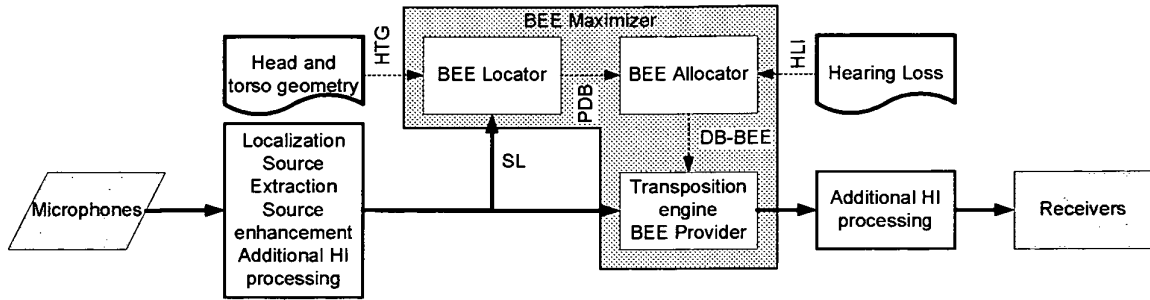 BEE Maximizer
Head and
torso geometry
HTG
BEE Locator
PDB
BEE Allocator
HLI
Hearing Loss
Localization
Source
Extraction
Source
enhancement
Additional HI
processing
SL
DB-BEE
Microphones
Transposition
engine
BEE Provider
Additional HI
processing
Receivers